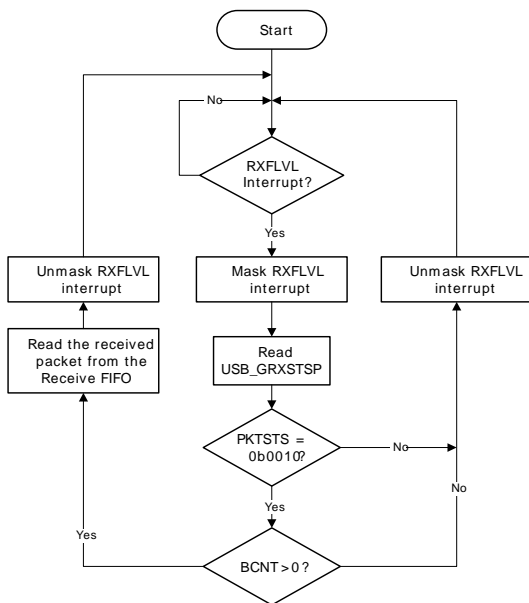 Start
No
RXFLVL
Interrupt?
Yes
Unmask RXFLVL
interrupt
Mask RXFLVL
interrupt
Unmask RXFLVL
interrupt
Read the received
packet from the
Receive FIFO
Read
USB_GRXSTSP
PKTSTS =
0b0010?
No
No
Yes
Yes
BCNT > 0 ?